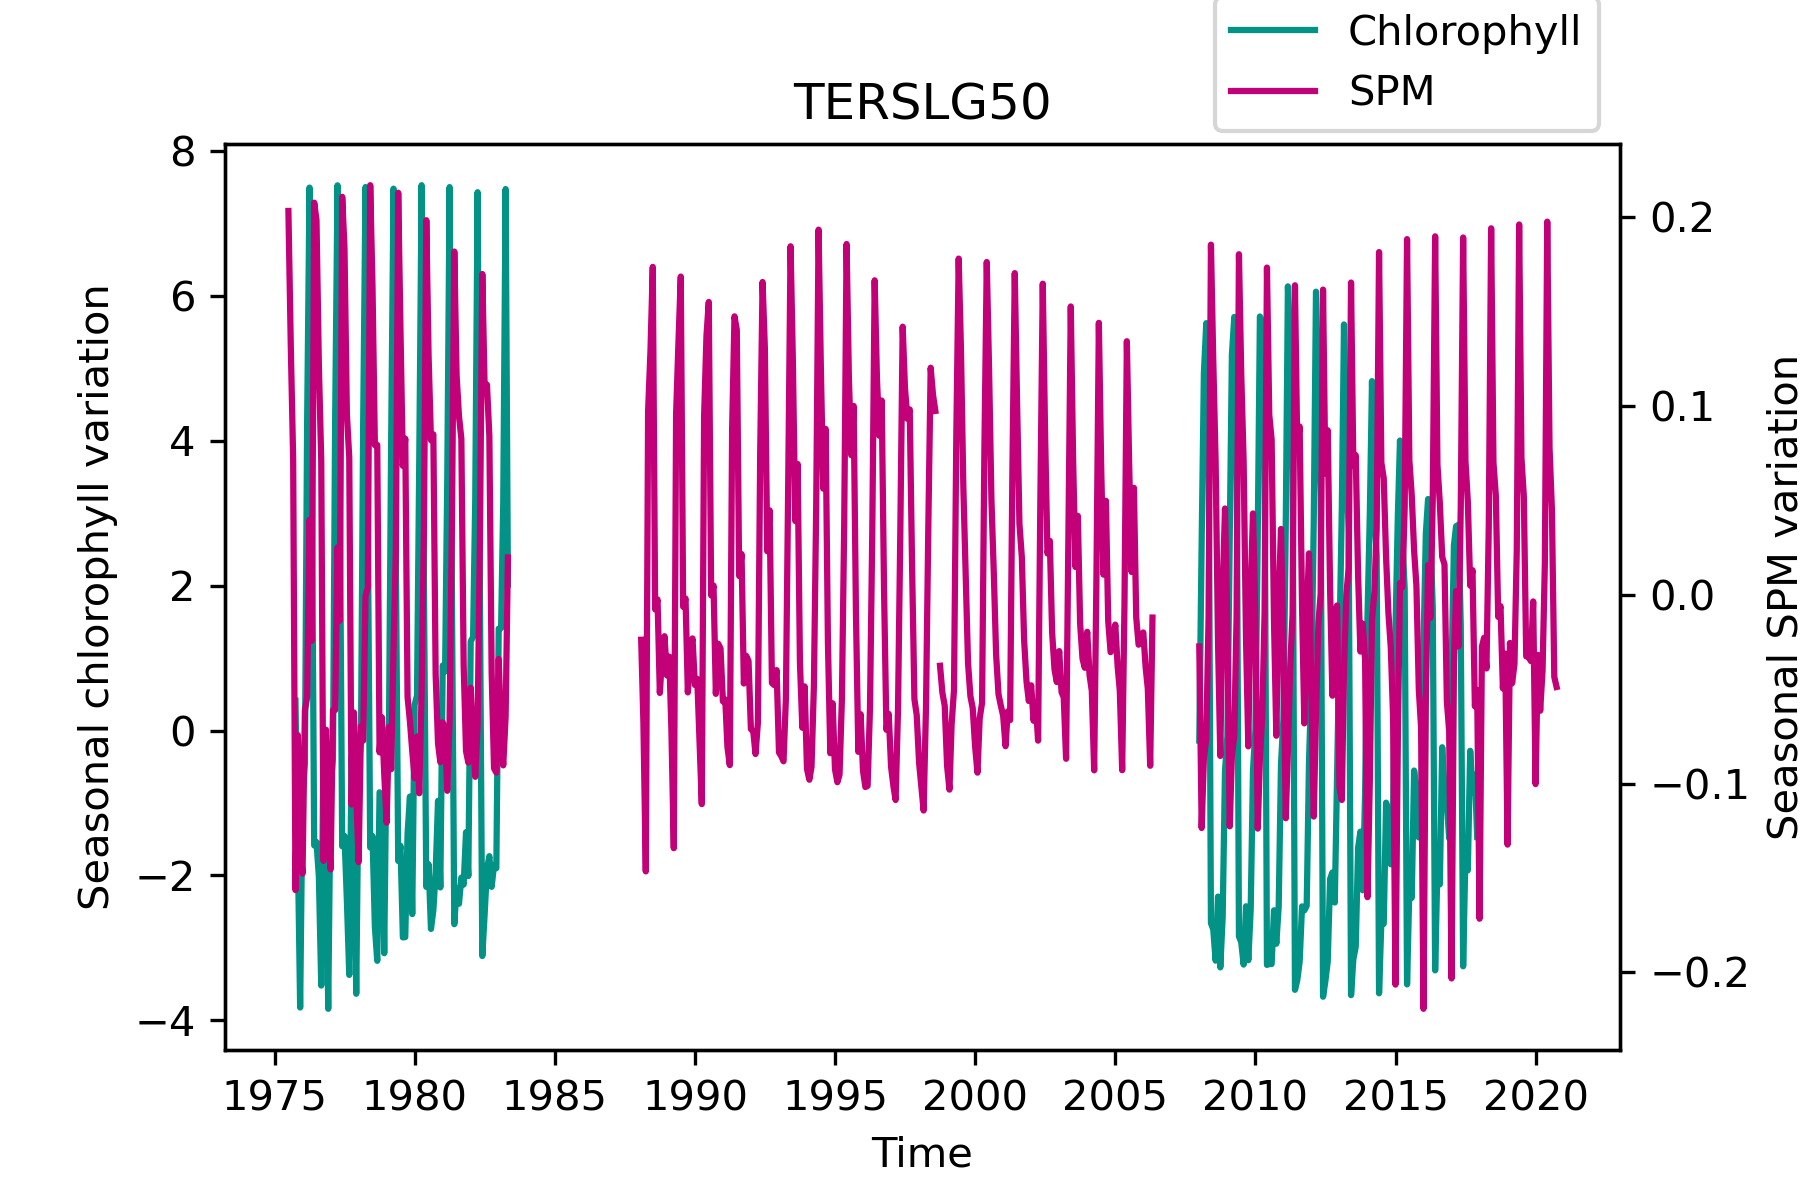 Chlorophyll
SPM
TERSLG50
Seasonal chlorophyll variation
8
6
4
2
0
−2
−4
0.2
0.1
0.0
−0.1
−0.2
Seasonal SPM variation
1975 1980 1985 1990 1995 2000 2005 2010 2015 2020
Time